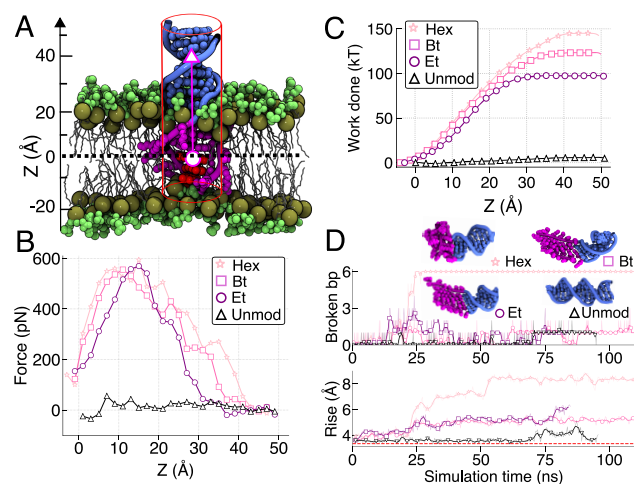 A
40
20
0
-20
Z (Å)
B
600
400
200
0
Force (pN)
0 10 20 30 40 50
Z (Å)
Hex
Bt
Et
Unmod
C
150
100
50
0
Work done (kT)
0 10 20 30 40 50
Z (Å)
Hex
Bt
Et
Unmod
D
Hex
Bt
Et
Unmod
6
3
0
Broken bp
8
6
4
Rise (Å)
0 25 50 75 100
Simulation time (ns)